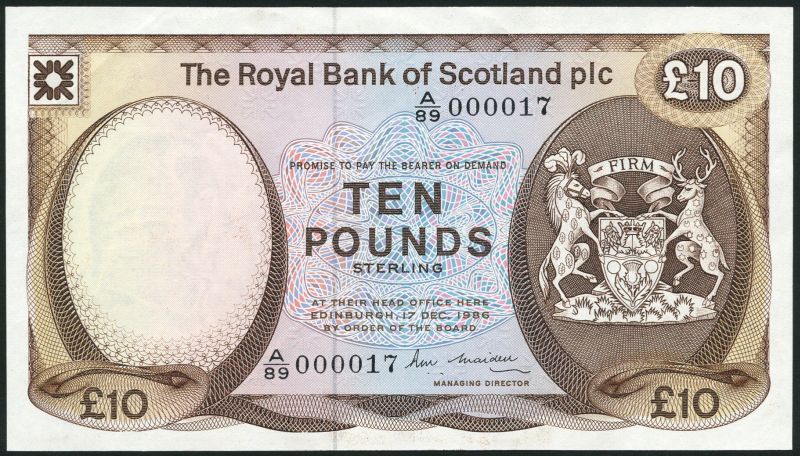 The Royal Bank of Scotland plc
£10
A/89 000017
FIRM
PROMISE TO PAY THE BEARER ON DEMAND
TEN
POUNDS
STERLING
AT THEIR HEAD OFFICE HERE
EDINBURGH, 17 DEC. 1986
BY ORDER OF THE BOARD
A/89 000017
MANAGING DIRECTOR
£10
£10